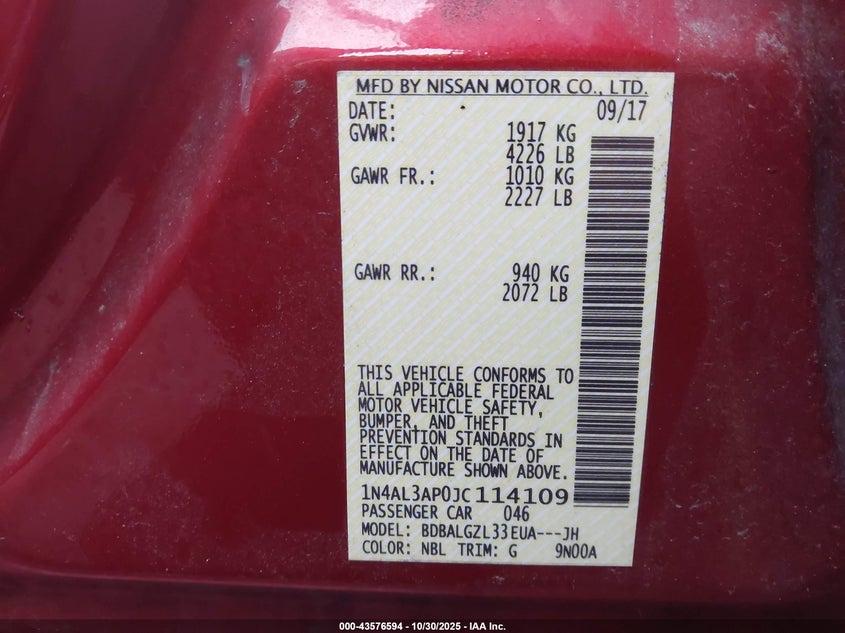 MFD BY NISSAN MOTOR CO., LTD.
DATE: 09/17
GVWR: 1917 KG
4226 LB
GAWR FR.: 1010 KG
2227 LB
GAWR RR.: 940 KG
2072 LB
THIS VEHICLE CONFORMS TO
ALL APPLICABLE FEDERAL
MOTOR VEHICLE SAFETY,
BUMPER, AND THEFT
PREVENTION STANDARDS IN
EFFECT ON THE DATE OF
MANUFACTURE SHOWN ABOVE.
1N4AL3AP0JC114109
PASSENGER CAR 046
MODEL: BDBALGZL33EUA---JH
COLOR: NBL TRIM: G 9N00A
000-43576594 - 10/30/2025 - IAA Inc.